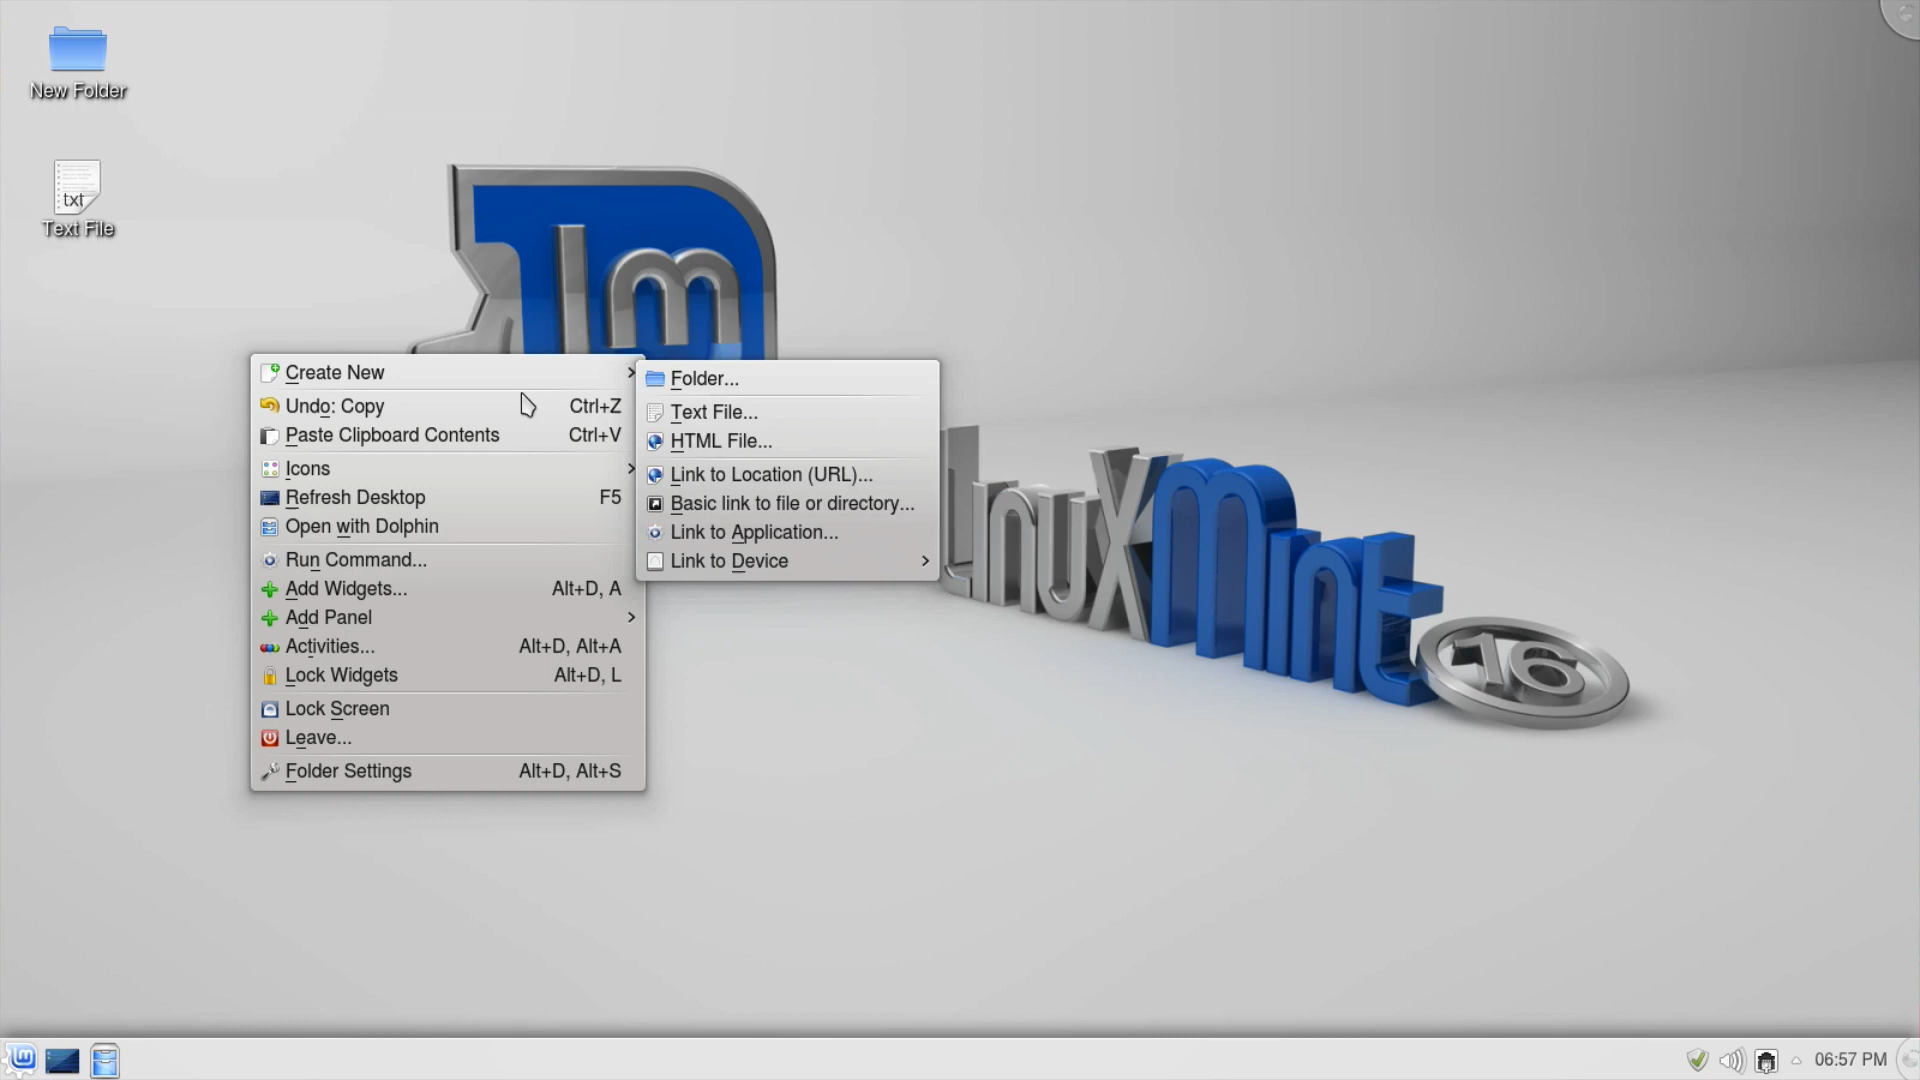 New Folder
txt
Text File
lm
Create New
Undo: Copy Ctrl+Z
Paste Clipboard Contents Ctrl+V
Icons
Refresh Desktop F5
Open with Dolphin
Run Command...
Add Widgets... Alt+D, A
Add Panel
Activities... Alt+D, Alt+A
Lock Widgets Alt+D, L
Lock Screen
Leave...
Folder Settings Alt+D, Alt+S
Folder...
Text File...
HTML File...
Link to Location (URL)...
Basic link to file or directory...
Link to Application...
Link to Device
LinuxMint 16
lm
06:57 PM